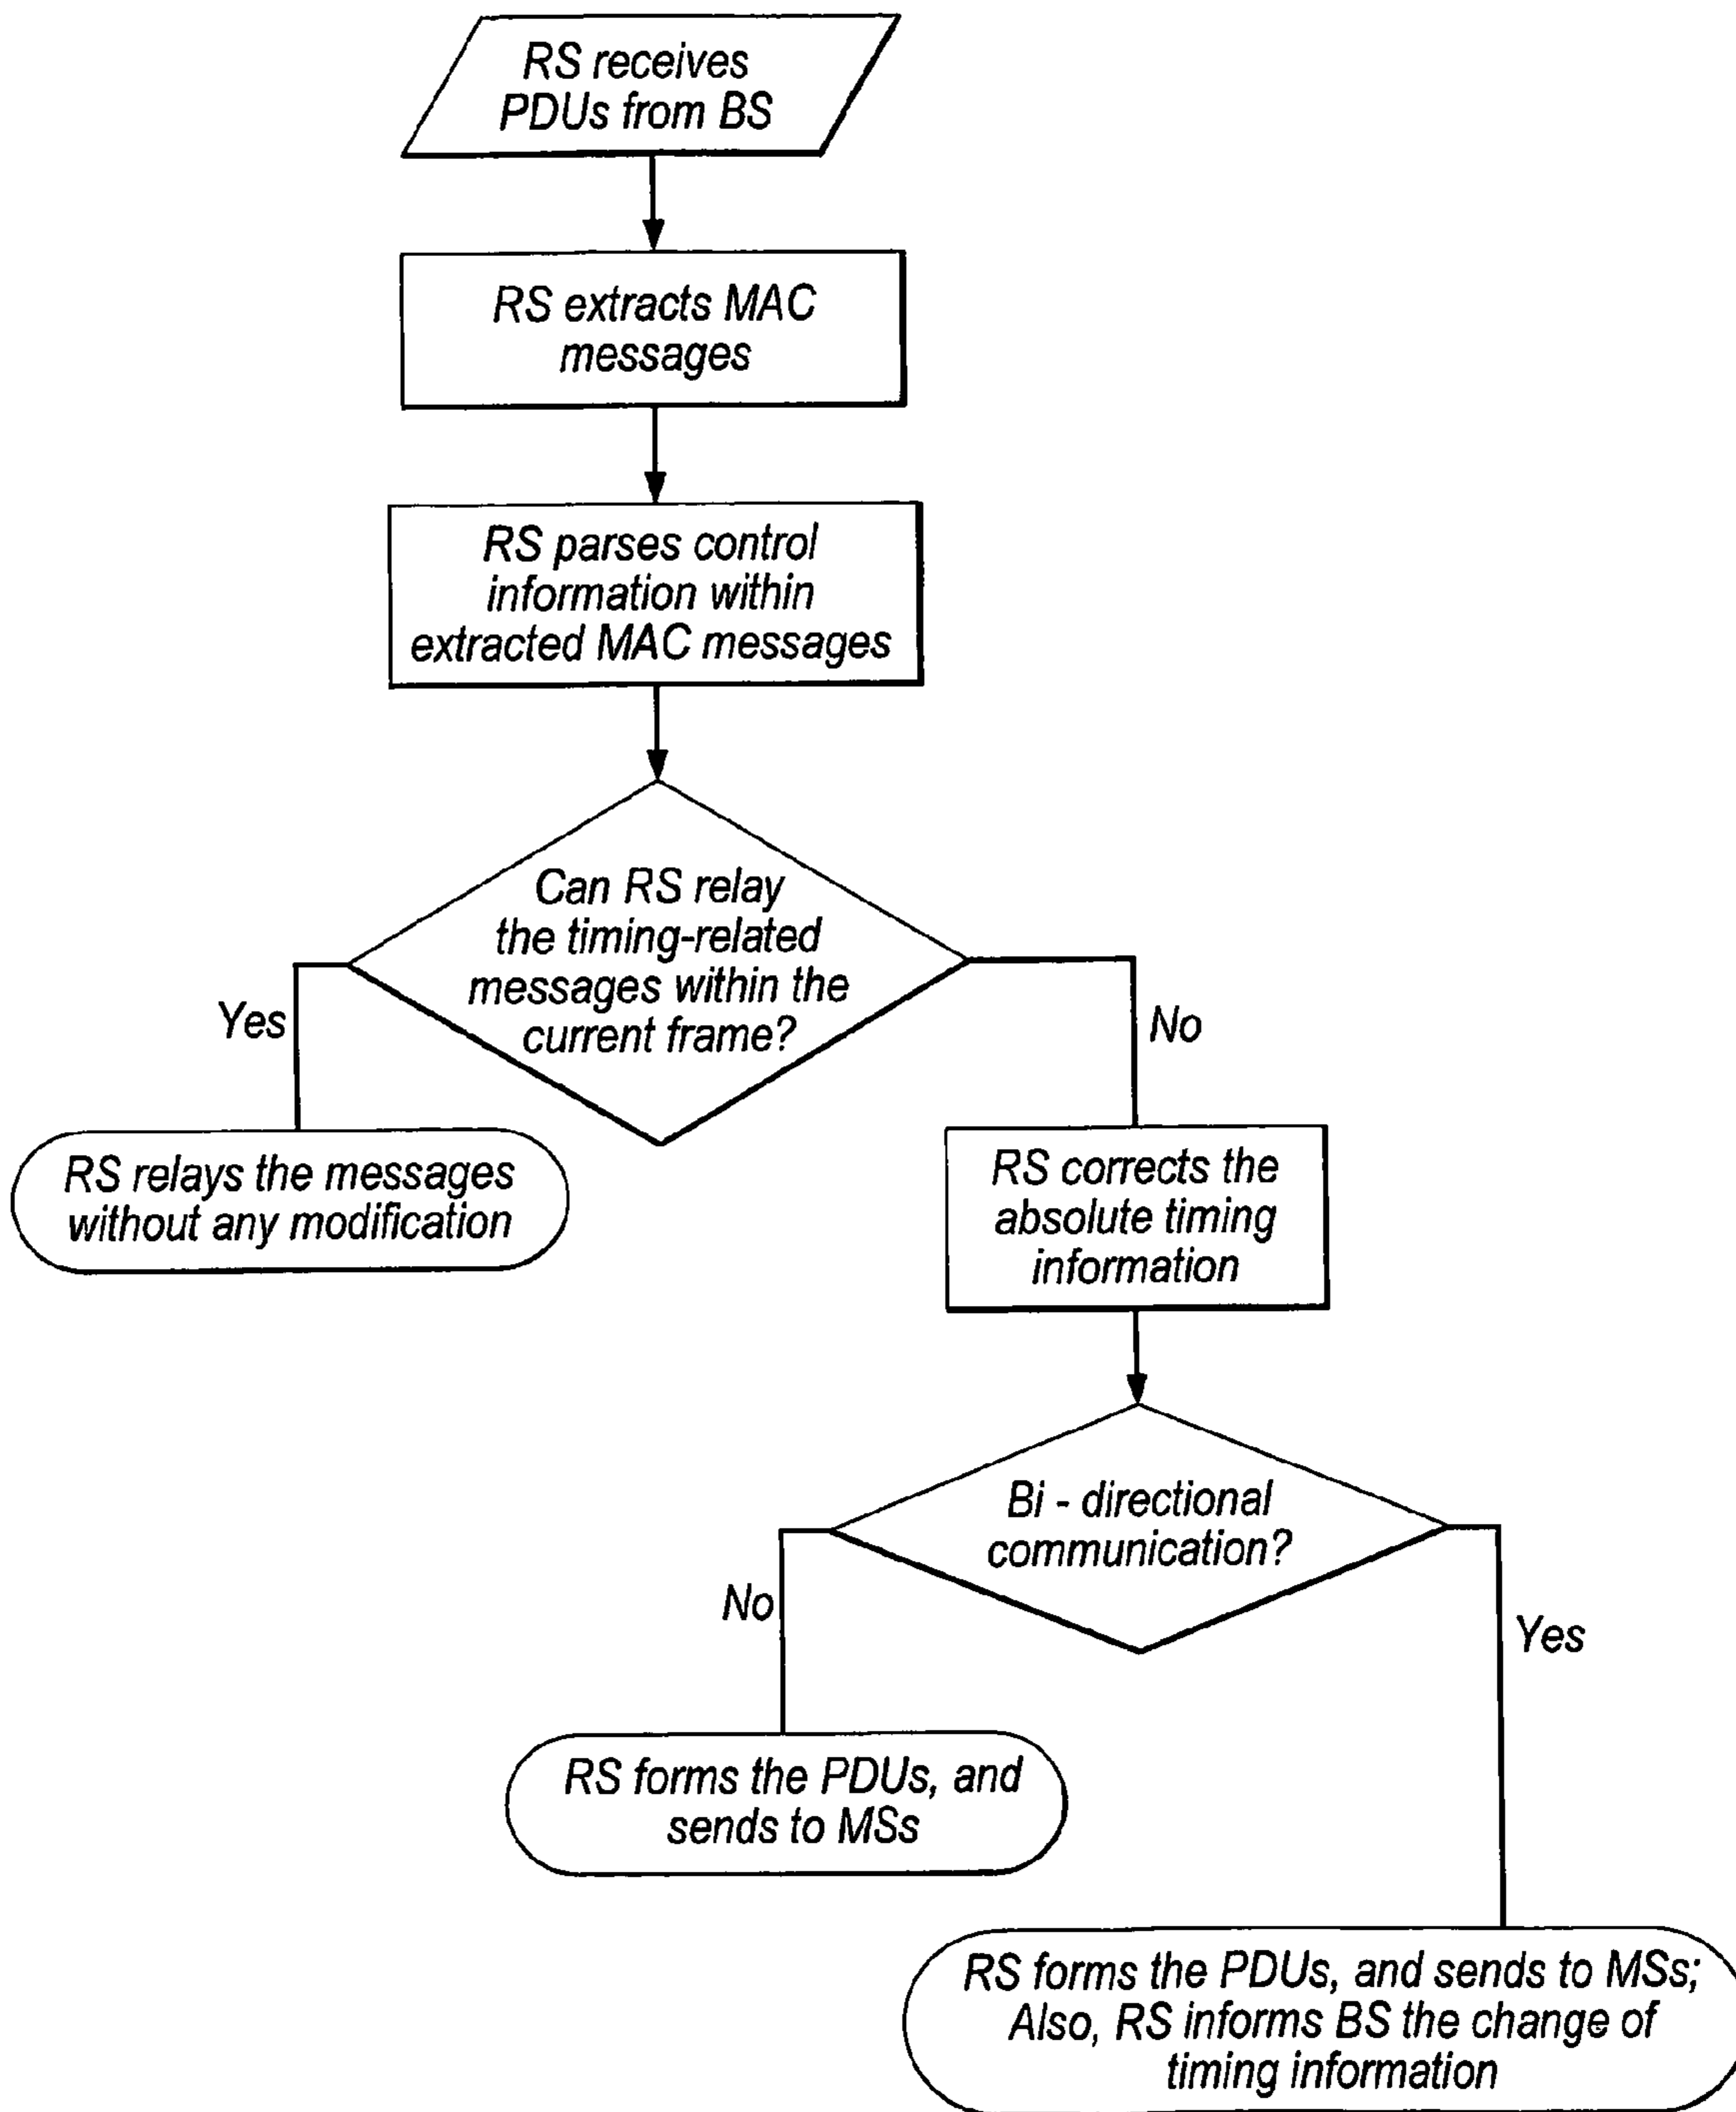 RS receives
PDUs from BS
RS extracts MAC
messages
RS parses control
information within
extracted MAC messages
Can RS relay
the timing-related
messages within the
current frame?
Yes
No
RS relays the messages
without any modification
RS corrects the
absolute timing
information
Bi - directional
communication?
No
Yes
RS forms the PDUs, and
sends to MSs
RS forms the PDUs, and sends to MSs;
Also, RS informs BS the change of
timing information